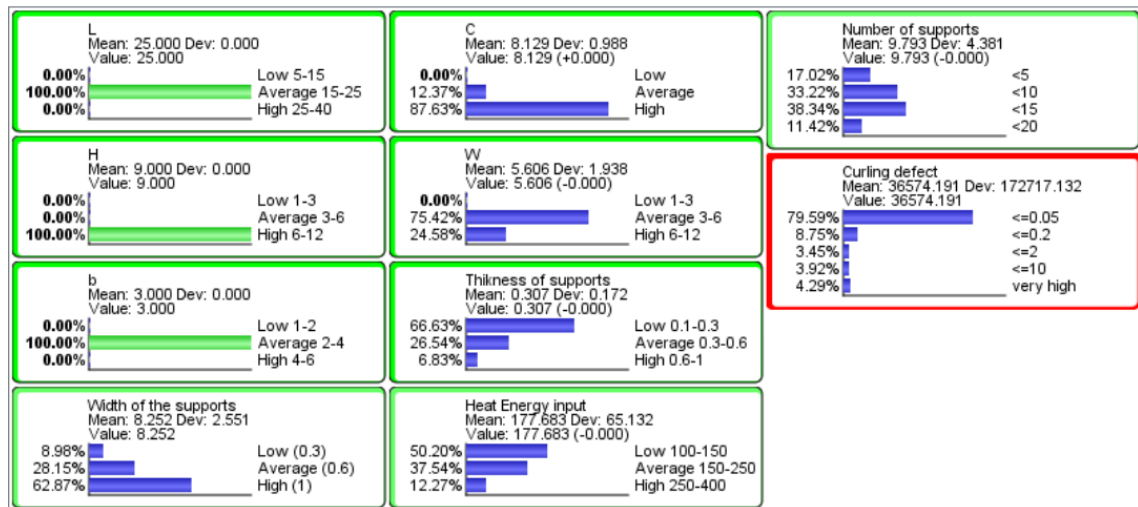 L
Mean: 25.000 Dev: 0.000
Value: 25.000
0.00% Low 5-15
100.00% Average 15-25
0.00% High 25-40
H
Mean: 9.000 Dev: 0.000
Value: 9.000
0.00% Low 1-3
0.00% Average 3-6
100.00% High 6-12
b
Mean: 3.000 Dev: 0.000
Value: 3.000
0.00% Low 1-2
100.00% Average 2-4
0.00% High 4-6
Width of the supports
Mean: 8.252 Dev: 2.551
Value: 8.252
8.98% Low (0.3)
28.15% Average (0.6)
62.87% High (1)
C
Mean: 8.129 Dev: 0.988
Value: 8.129 (+0.000)
0.00% Low
12.37% Average
87.63% High
W
Mean: 5.606 Dev: 1.938
Value: 5.606 (-0.000)
0.00% Low 1-3
75.42% Average 3-6
24.58% High 6-12
Thikness of supports
Mean: 0.307 Dev: 0.172
Value: 0.307 (-0.000)
66.63% Low 0.1-0.3
26.54% Average 0.3-0.6
6.83% High 0.6-1
Heat Energy input
Mean: 177.683 Dev: 65.132
Value: 177.683 (-0.000)
50.20% Low 100-150
37.54% Average 150-250
12.27% High 250-400
Number of supports
Mean: 9.793 Dev: 4.381
Value: 9.793 (-0.000)
17.02% <5
33.22% <10
38.34% <15
11.42% <20
Curling defect
Mean: 36574.191 Dev: 172717.132
Value: 36574.191
79.59% <=0.05
8.75% <=0.2
3.45% <=2
3.92% <=10
4.29% very high